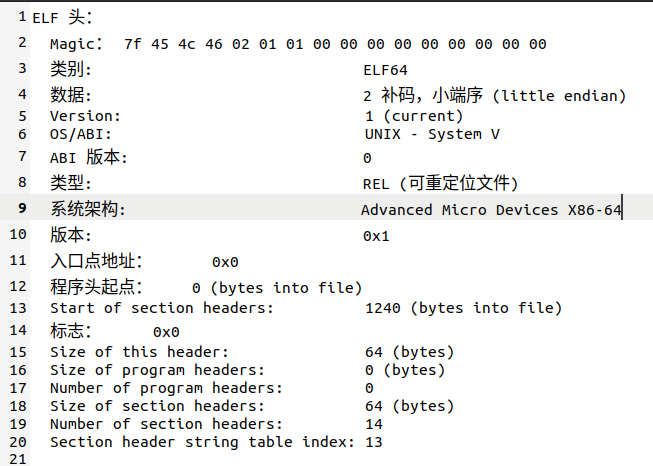 1 ELF 头：
2 Magic： 7f 45 4c 46 02 01 01 00 00 00 00 00 00 00 00 00
3 类别: ELF64
4 数据: 2 补码，小端序 (little endian)
5 Version: 1 (current)
6 OS/ABI: UNIX - System V
7 ABI 版本: 0
8 类型: REL (可重定位文件)
9 系统架构: Advanced Micro Devices X86-64
10 版本: 0x1
11 入口点地址： 0x0
12 程序头起点： 0 (bytes into file)
13 Start of section headers: 1240 (bytes into file)
14 标志： 0x0
15 Size of this header: 64 (bytes)
16 Size of program headers: 0 (bytes)
17 Number of program headers: 0
18 Size of section headers: 64 (bytes)
19 Number of section headers: 14
20 Section header string table index: 13
21